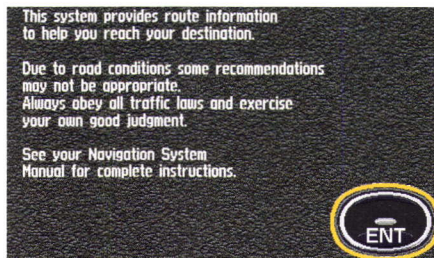 This system provides route information
to help you reach your destination.
Due to road conditions some recommendations
may not be appropriate.
Always obey all traffic laws and exercise
your own good judgment.
See your Navigation System
Manual for complete instructions.
ENT